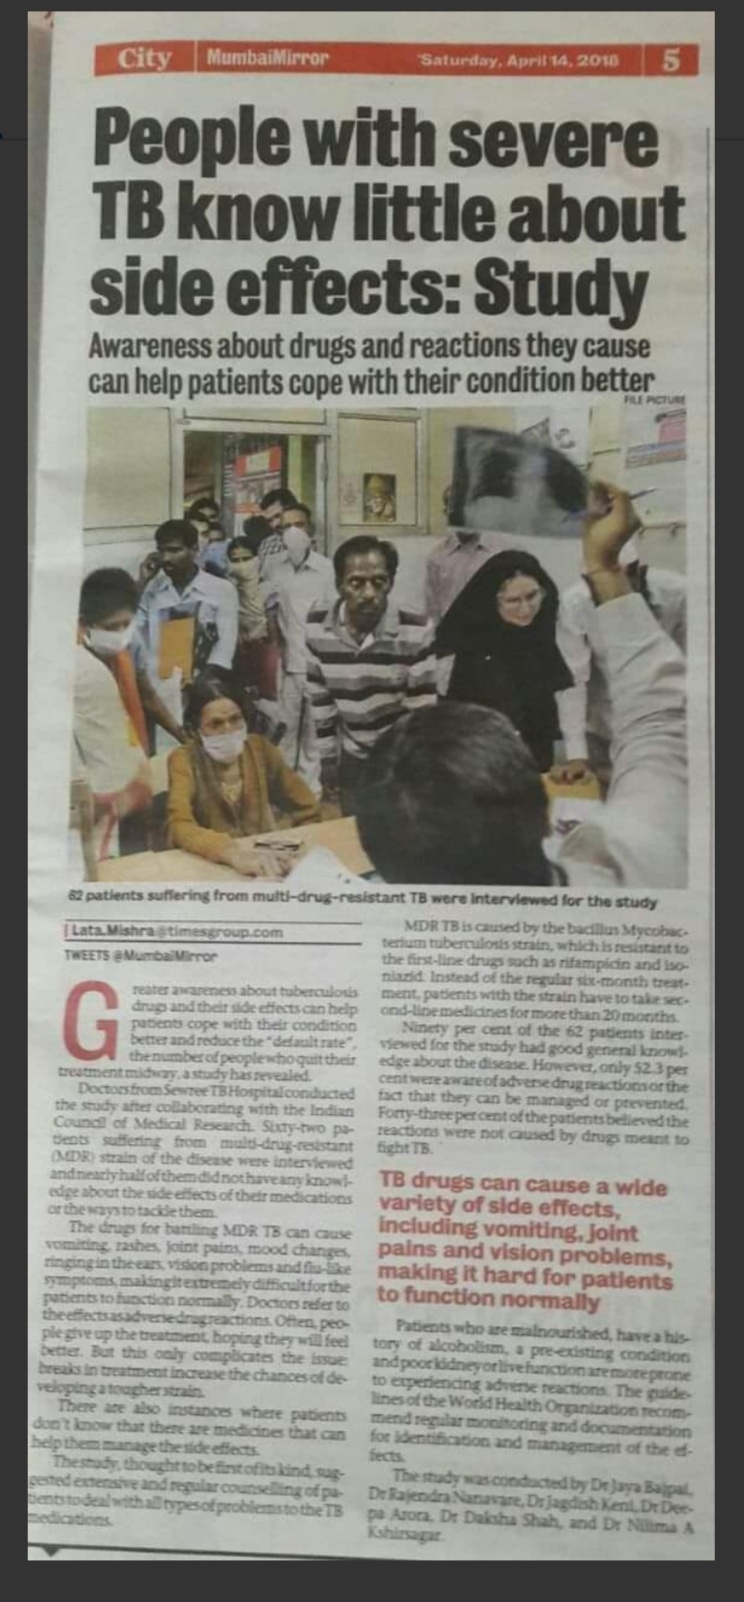 City MumbaiMirror Saturday, April 14, 2018 5
People with severe
TB know little about
side effects: Study
Awareness about drugs and reactions they cause
can help patients cope with their condition better
FILE PICTURE
62 patients suffering from multi-drug-resistant TB were interviewed for the study
Lata.Mishra@timesgroup.com
TWEETS @MumbaiMirror
Greater awareness about tuberculosis
drugs and their side effects can help
patients cope with their condition
better and reduce the "default rate",
the number of people who quit their
treatment midway, a study has revealed.
Doctors from Sewree TB Hospital conducted
the study after collaborating with the Indian
Council of Medical Research. Sixty-two pa-
tients suffering from multi-drug-resistant
(MDR) strain of the disease were interviewed
and nearly half of them did not have any knowl-
edge about the side effects of their medications
or the ways to tackle them.
The drugs for battling MDR TB can cause
vomiting, rashes, joint pains, mood changes,
ringing in the ears, vision problems and flu-like
symptoms, making it extremely difficult for the
patients to function normally. Doctors refer to
the effects as adverse drug reactions. Often, peo-
ple give up the treatment, hoping they will feel
better. But this only complicates the issue:
breaks in treatment increase the chances of de-
veloping a tougher strain.
There are also instances where patients
don't know that there are medicines that can
help them manage the side effects.
The study, thought to be first of its kind, sug-
gested extensive and regular counselling of pa-
tients to deal with all types of problems to the TB
medications.
MDR TB is caused by the bacillus Mycobac-
terium tuberculosis strain, which is resistant to
the first-line drugs such as rifampicin and iso-
niazid. Instead of the regular six-month treat-
ment, patients with the strain have to take sec-
ond-line medicines for more than 20 months.
Ninety per cent of the 62 patients inter-
viewed for the study had good general knowl-
edge about the disease. However, only 52.3 per
cent were aware of adverse drug reactions or the
fact that they can be managed or prevented.
Forty-three per cent of the patients believed the
reactions were not caused by drugs meant to
fight TB.
TB drugs can cause a wide
variety of side effects,
including vomiting, joint
pains and vision problems,
making it hard for patients
to function normally
Patients who are malnourished, have a his-
tory of alcoholism, a pre-existing condition
and poor kidney or live function are more prone
to experiencing adverse reactions. The guide-
lines of the World Health Organization recom-
mend regular monitoring and documentation
for identification and management of the ef-
fects.
The study was conducted by Dr Jaya Bajpai,
Dr Rajendra Nanavare, Dr Jagdish Keni, Dr Dee-
pa Arora, Dr Daksha Shah, and Dr Nilima A
Kshirsagar.